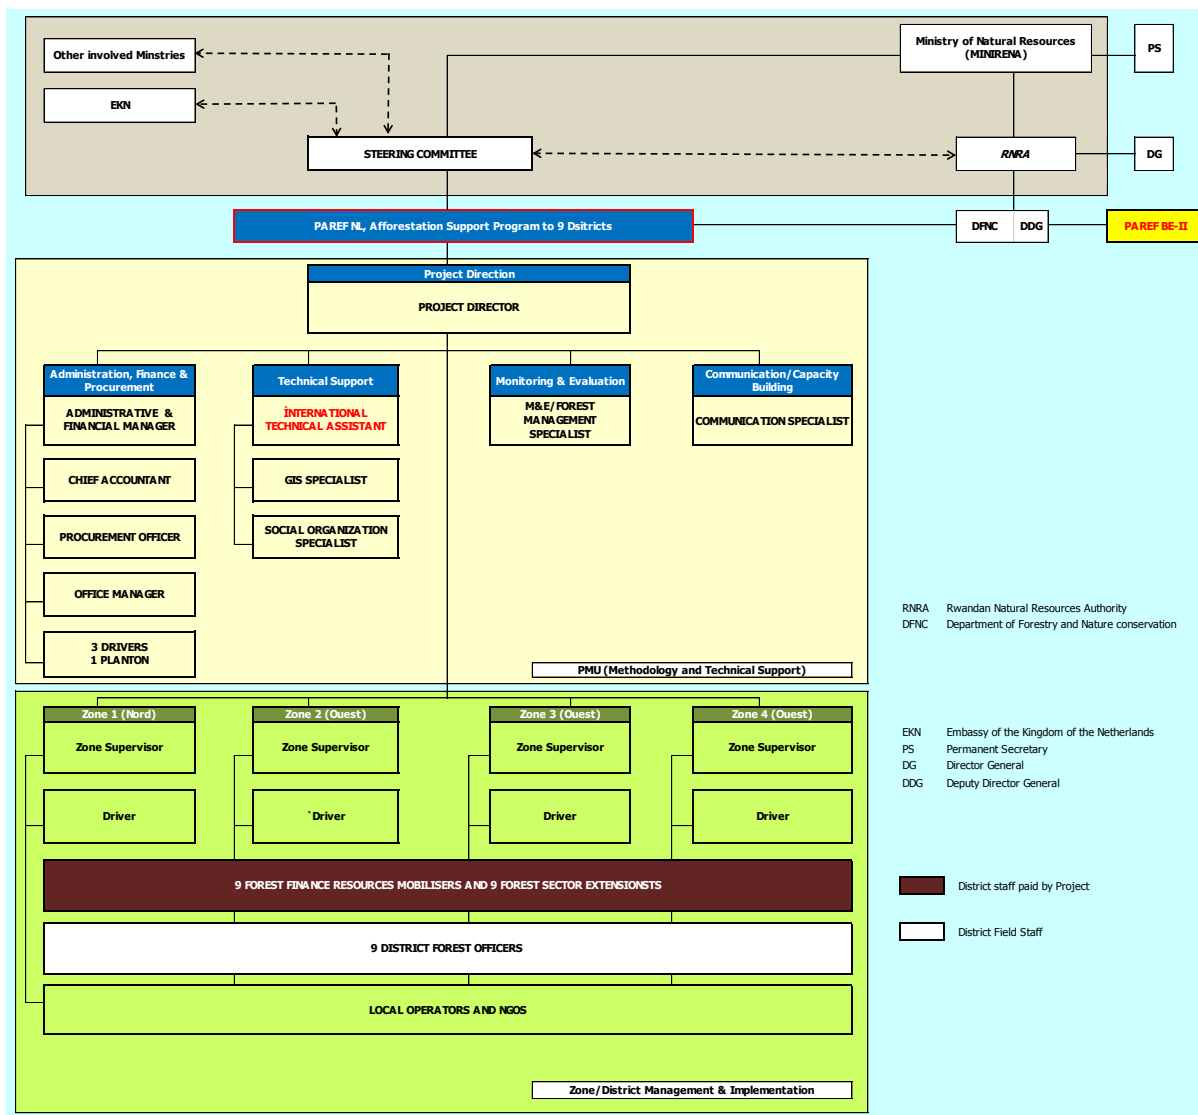 Other involved Minstries
Ministry of Natural Resources
(MINIRENA)
PS
EKN
STEERING COMMITTEE
RNRA
DG
PAREF NL, Afforestation Support Program to 9 Dsitricts
DFNC
DDG
PAREF BE-II
Project Direction
PROJECT DIRECTOR
Administration, Finance &
Procurement
Technical Support
Monitoring & Evaluation
Communication/Capacity
Building
ADMINISTRATIVE &
FINANCIAL MANAGER
ÌNTERNATIONAL
TECHNICAL ASSISTANT
M&E/FOREST
MANAGEMENT
SPECIALIST
COMMUNICATION SPECIALIST
CHIEF ACCOUNTANT
GIS SPECIALIST
PROCUREMENT OFFICER
SOCIAL ORGANIZATION
SPECIALIST
OFFICE MANAGER
3 DRIVERS
1 PLANTON
PMU (Methodology and Technical Support)
RNRA Rwandan Natural Resources Authority
DFNC Department of Forestry and Nature conservation
Zone 1 (Nord)
Zone 2 (Ouest)
Zone 3 (Ouest)
Zone 4 (Ouest)
Zone Supervisor
Zone Supervisor
Zone Supervisor
Zone Supervisor
Driver
`Driver
Driver
Driver
EKN Embassy of the Kingdom of the Netherlands
PS Permanent Secretary
DG Director General
DDG Deputy Director General
9 FOREST FINANCE RESOURCES MOBILISERS AND 9 FOREST SECTOR EXTENSIONSTS
District staff paid by Project
9 DISTRICT FOREST OFFICERS
District Field Staff
LOCAL OPERATORS AND NGOS
Zone/District Management & Implementation